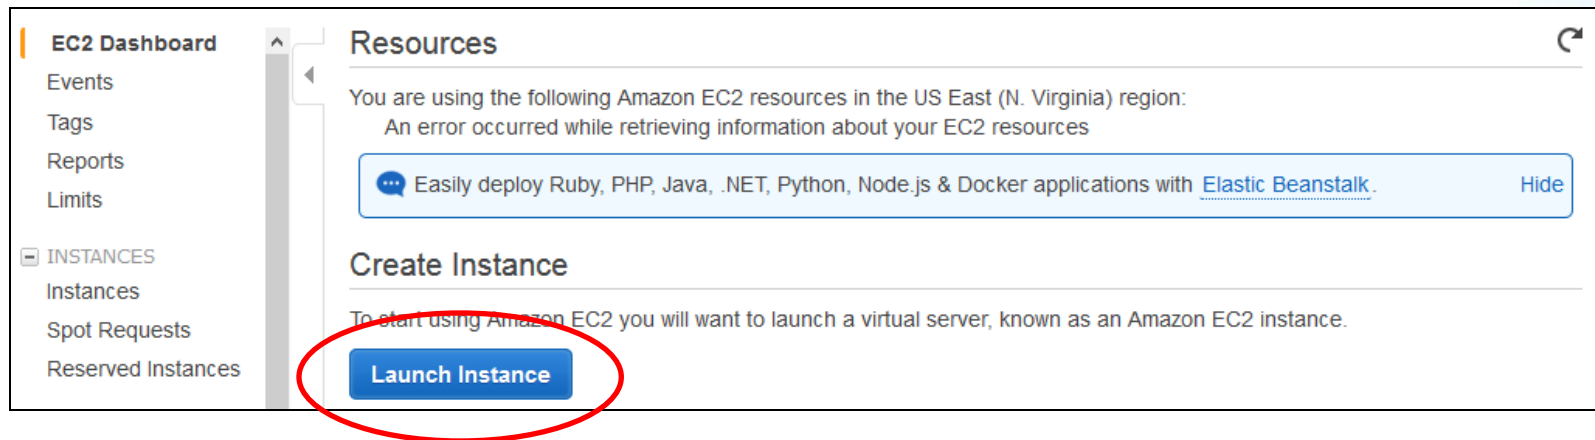 EC2 Dashboard
Events
Tags
Reports
Limits
INSTANCES
Instances
Spot Requests
Reserved Instances
Resources
You are using the following Amazon EC2 resources in the US East (N. Virginia) region:
An error occurred while retrieving information about your EC2 resources
Easily deploy Ruby, PHP, Java, .NET, Python, Node.js & Docker applications with Elastic Beanstalk. Hide
Create Instance
To start using Amazon EC2 you will want to launch a virtual server, known as an Amazon EC2 instance.
Launch Instance